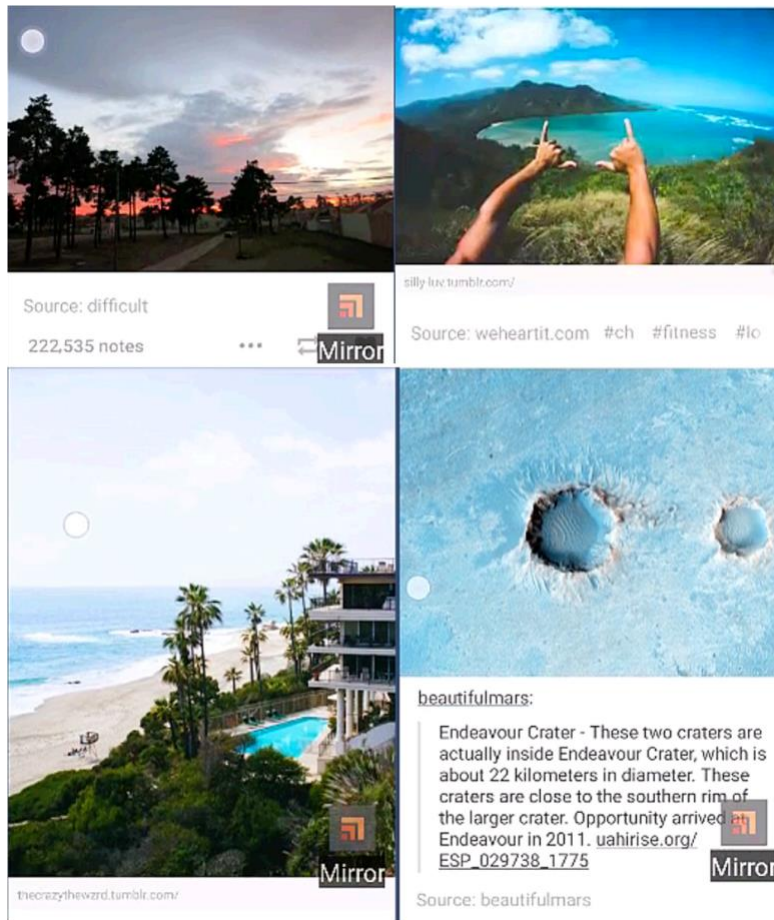 Source: difficult
222,535 notes
Mirror
silly-luv.tumblr.com/
Source: weheartit.com #ch #fitness #lo
Mirror
thecrazythewzrd.tumblr.com/
beautifulmars:
Endeavour Crater - These two craters are
actually inside Endeavour Crater, which is
about 22 kilometers in diameter. These
craters are close to the southern rim of
the larger crater. Opportunity arrived at
Endeavour in 2011. uahirise.org/
ESP_029738_1775
Mirror
Source: beautifulmars